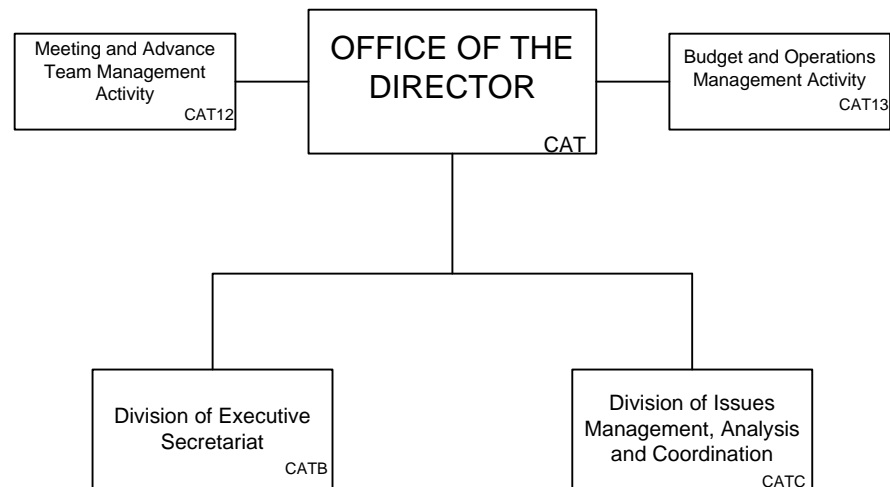 Meeting and Advance
Team Management
Activity
CAT12
OFFICE OF THE
DIRECTOR
CAT
Budget and Operations
Management Activity
CAT13
Division of Executive
Secretariat
CATB
Division of Issues
Management, Analysis
and Coordination
CATC